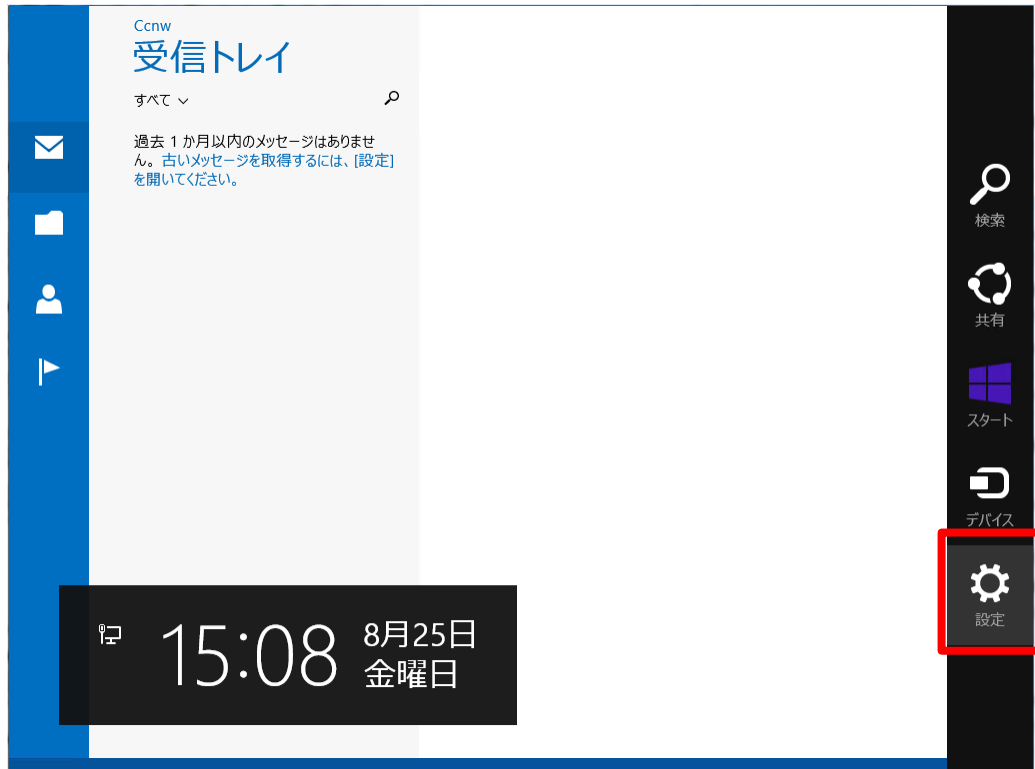 Ccnw
受信トレイ
すべて
過去 1 か月以内のメッセージはありませ
ん。古いメッセージを取得するには、[設定]
を開いてください。
検索
共有
スタート
デバイス
設定
15:08
8月25日
金曜日